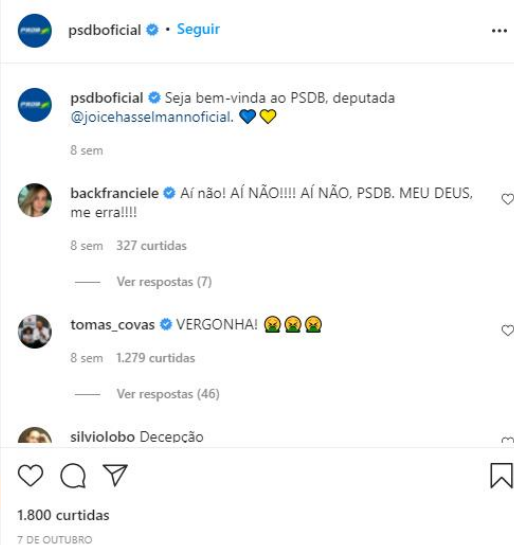 psdboficial • Seguir
psdboficial Seja bem-vinda ao PSDB, deputada
@joicehasselmannoficial. 💙💛
8 sem
backfranciele Aí não! AÍ NÃO!!!! AÍ NÃO, PSDB. MEU DEUS,
me erra!!!!
8 sem 327 curtidas
Ver respostas (7)
tomas_covas VERGONHA! 🤮🤮🤮
8 sem 1.279 curtidas
Ver respostas (46)
silviolobo Decepção
1.800 curtidas
7 DE OUTUBRO